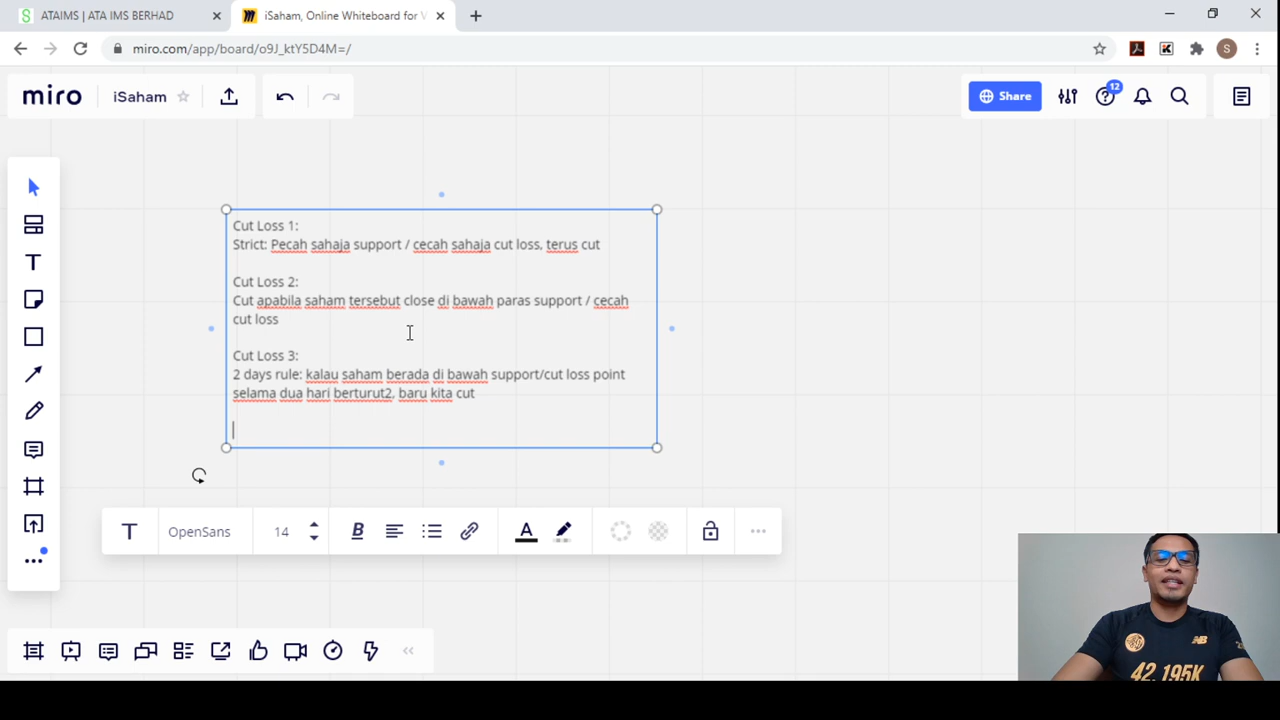 ATAIMS | ATA IMS BERHAD
iSaham, Online Whiteboard for V
miro.com/app/board/o9J_ktY5D4M=/
S
miro
iSaham
Share
12
Cut Loss 1:
Strict: Pecah sahaja support / cecah sahaja cut loss, terus cut
Cut Loss 2:
Cut apabila saham tersebut close di bawah paras support / cecah
cut loss
Cut Loss 3:
2 days rule: kalau saham berada di bawah support/cut loss point
selama dua hari berturut2, baru kita cut
OpenSans
14
NB
42.195K